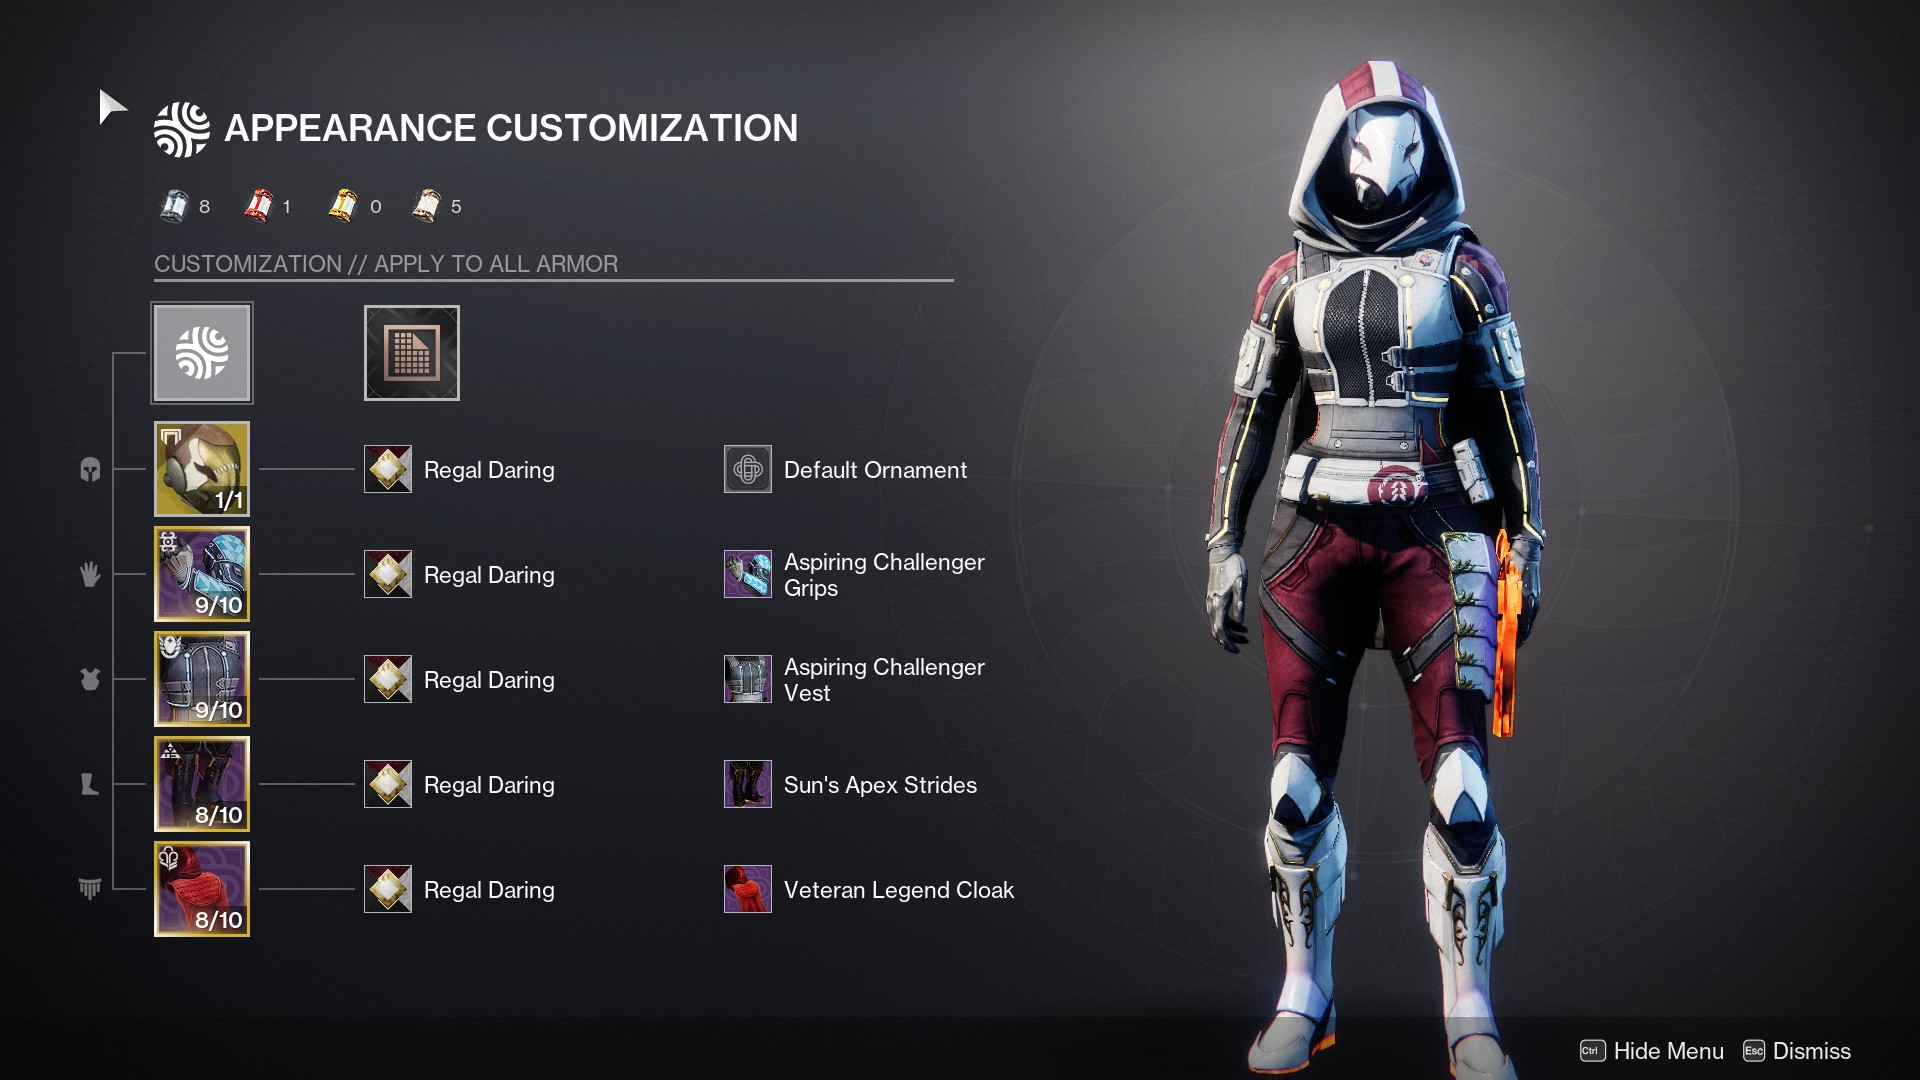 APPEARANCE CUSTOMIZATION
8 1 0 5
CUSTOMIZATION // APPLY TO ALL ARMOR
1/1
Regal Daring
Default Ornament
9/10
Regal Daring
Aspiring Challenger
Grips
9/10
Regal Daring
Aspiring Challenger
Vest
8/10
Regal Daring
Sun's Apex Strides
8/10
Regal Daring
Veteran Legend Cloak
Ctrl Hide Menu Esc Dismiss